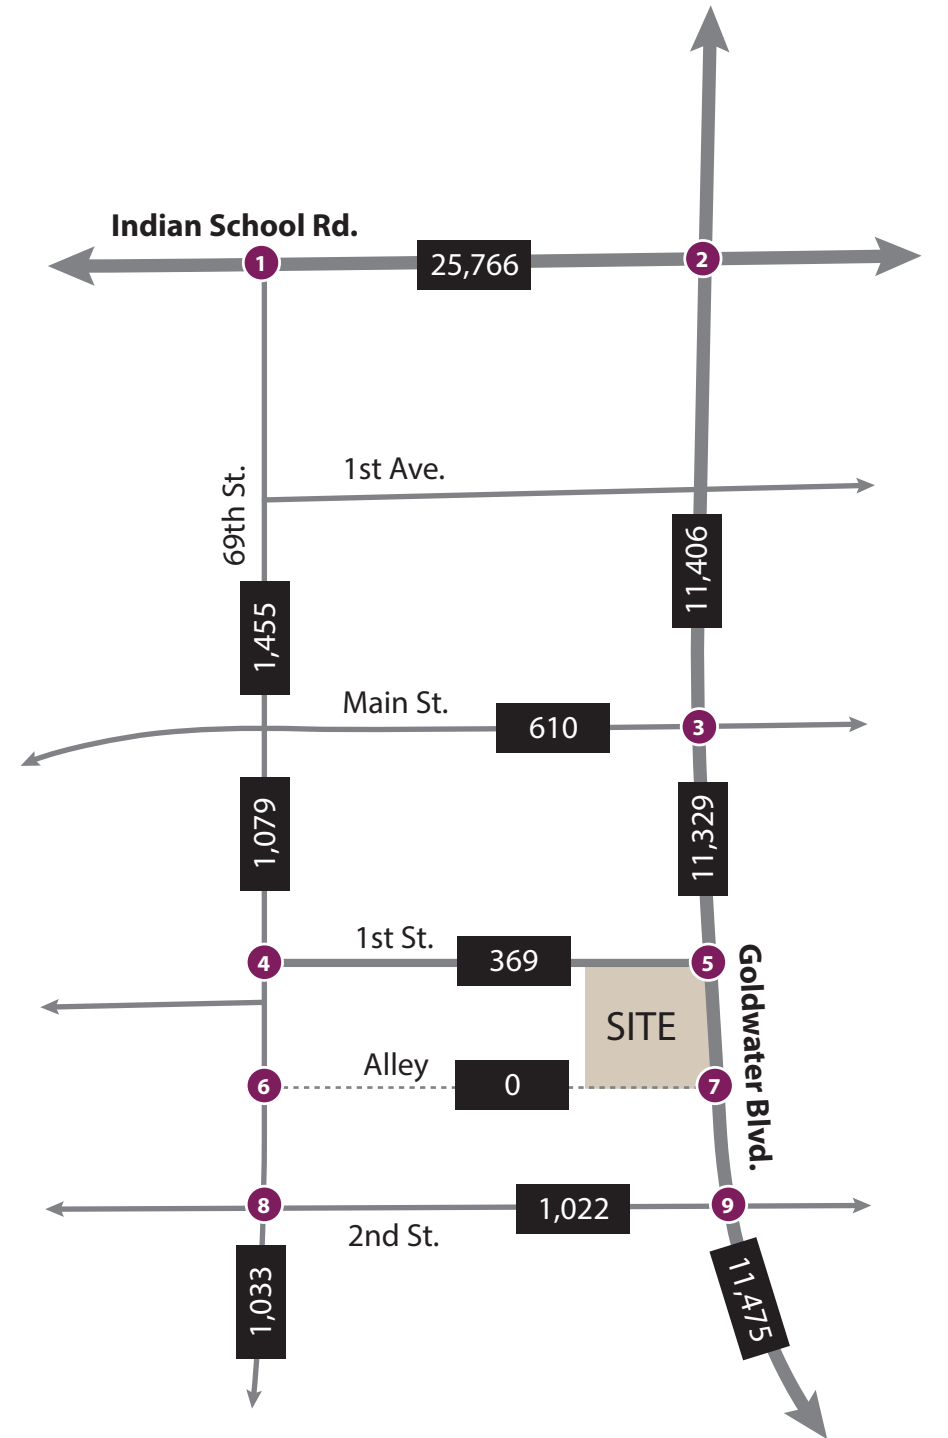 Indian School Rd.
1
25,766
2
1st Ave.
69th St.
11,406
1,455
Main St.
610
3
1,079
11,329
1st St.
4
369
5
Goldwater Blvd.
SITE
Alley
6
0
7
8
1,022
9
2nd St.
1,033
11,475